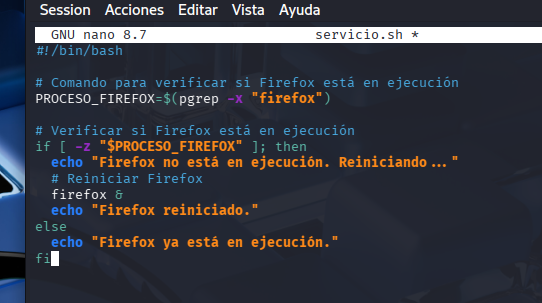 Session Acciones Editar Vista Ayuda
GNU nano 8.7 servicio.sh *
#!/bin/bash
# Comando para verificar si Firefox está en ejecución
PROCESO_FIREFOX=$(pgrep -x "firefox")
# Verificar si Firefox está en ejecución
if [ -z "$PROCESO_FIREFOX" ]; then
echo "Firefox no está en ejecución. Reiniciando..."
# Reiniciar Firefox
firefox &
echo "Firefox reiniciado."
else
echo "Firefox ya está en ejecución."
fi